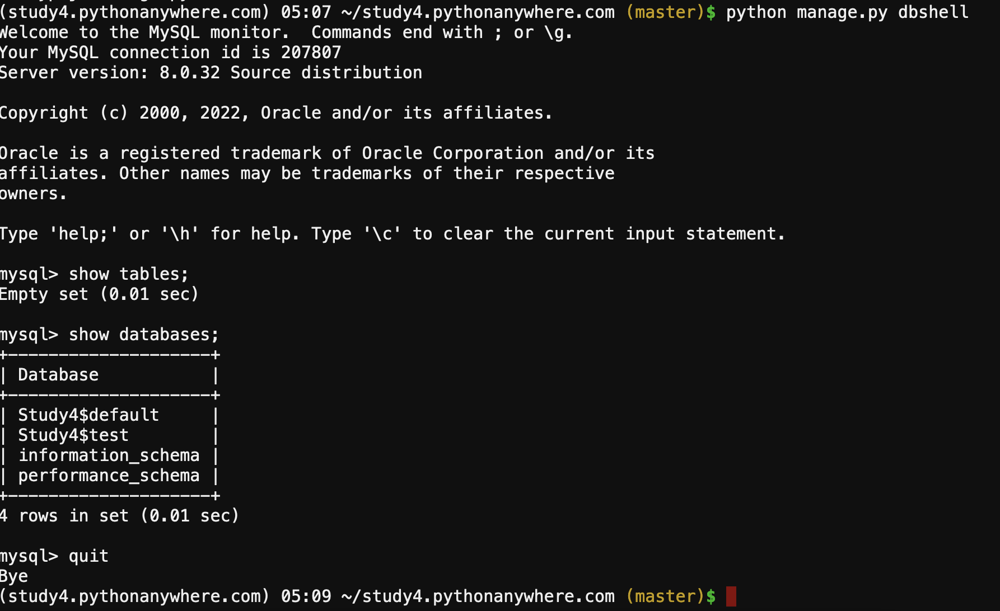 (study4.pythonanywhere.com) 05:07 ~/study4.pythonanywhere.com (master)$ python manage.py dbshell
Welcome to the MySQL monitor.  Commands end with ; or \g.
Your MySQL connection id is 207807
Server version: 8.0.32 Source distribution

Copyright (c) 2000, 2022, Oracle and/or its affiliates.

Oracle is a registered trademark of Oracle Corporation and/or its
affiliates. Other names may be trademarks of their respective
owners.

Type 'help;' or '\h' for help. Type '\c' to clear the current input statement.

mysql> show tables;
Empty set (0.01 sec)

mysql> show databases;
+--------------------+
| Database           |
+--------------------+
| Study4$default     |
| Study4$test        |
| information_schema |
| performance_schema |
+--------------------+
4 rows in set (0.01 sec)

mysql> quit
Bye
(study4.pythonanywhere.com) 05:09 ~/study4.pythonanywhere.com (master)$